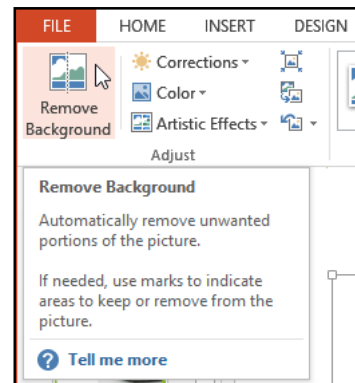 FILE HOME INSERT DESIGN
Remove
Background
Corrections
Color
Artistic Effects
Adjust
Remove Background
Automatically remove unwanted
portions of the picture.
If needed, use marks to indicate
areas to keep or remove from the
picture.
? Tell me more